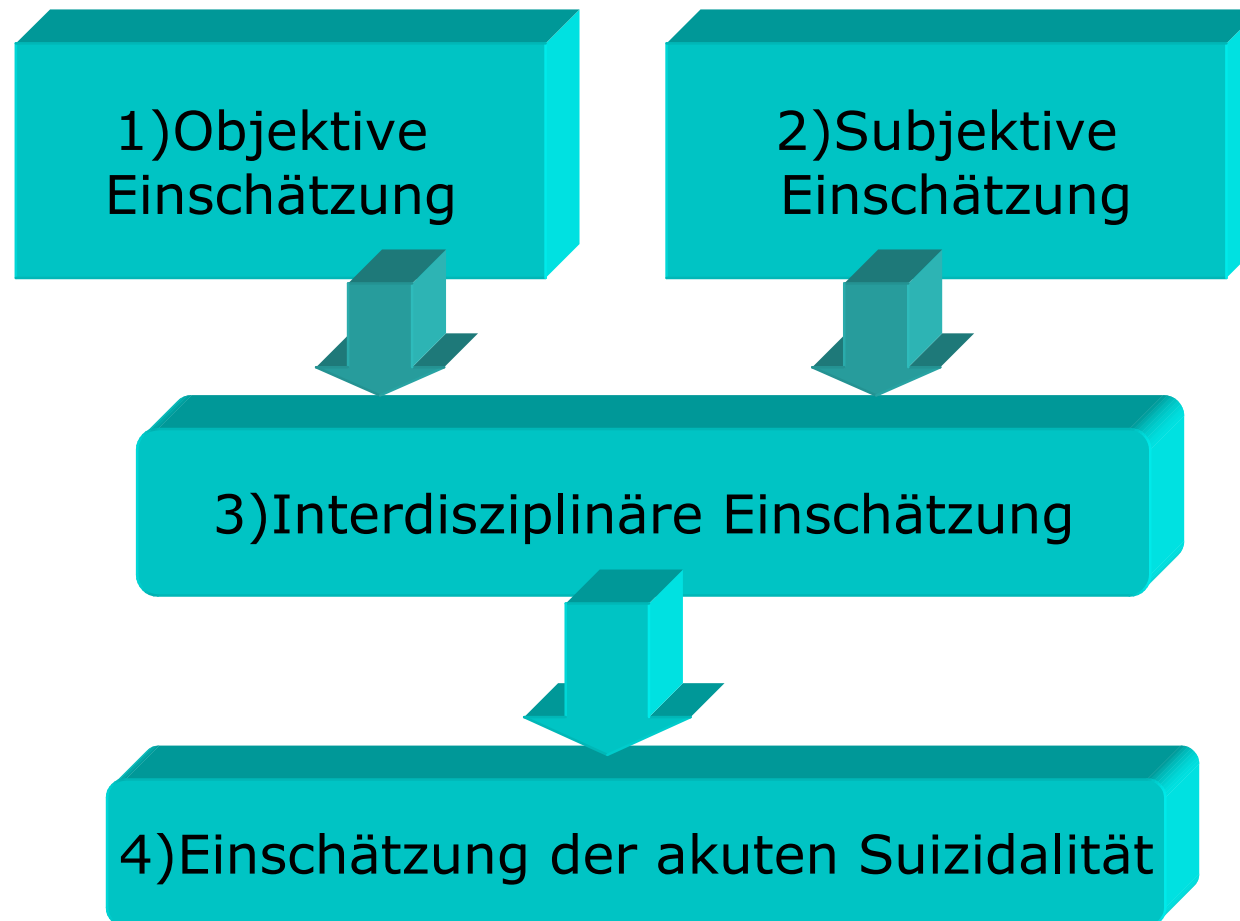 1)Objektive
Einschätzung
2)Subjektive
Einschätzung
3)Interdisziplinäre Einschätzung
4)Einschätzung der akuten Suizidalität